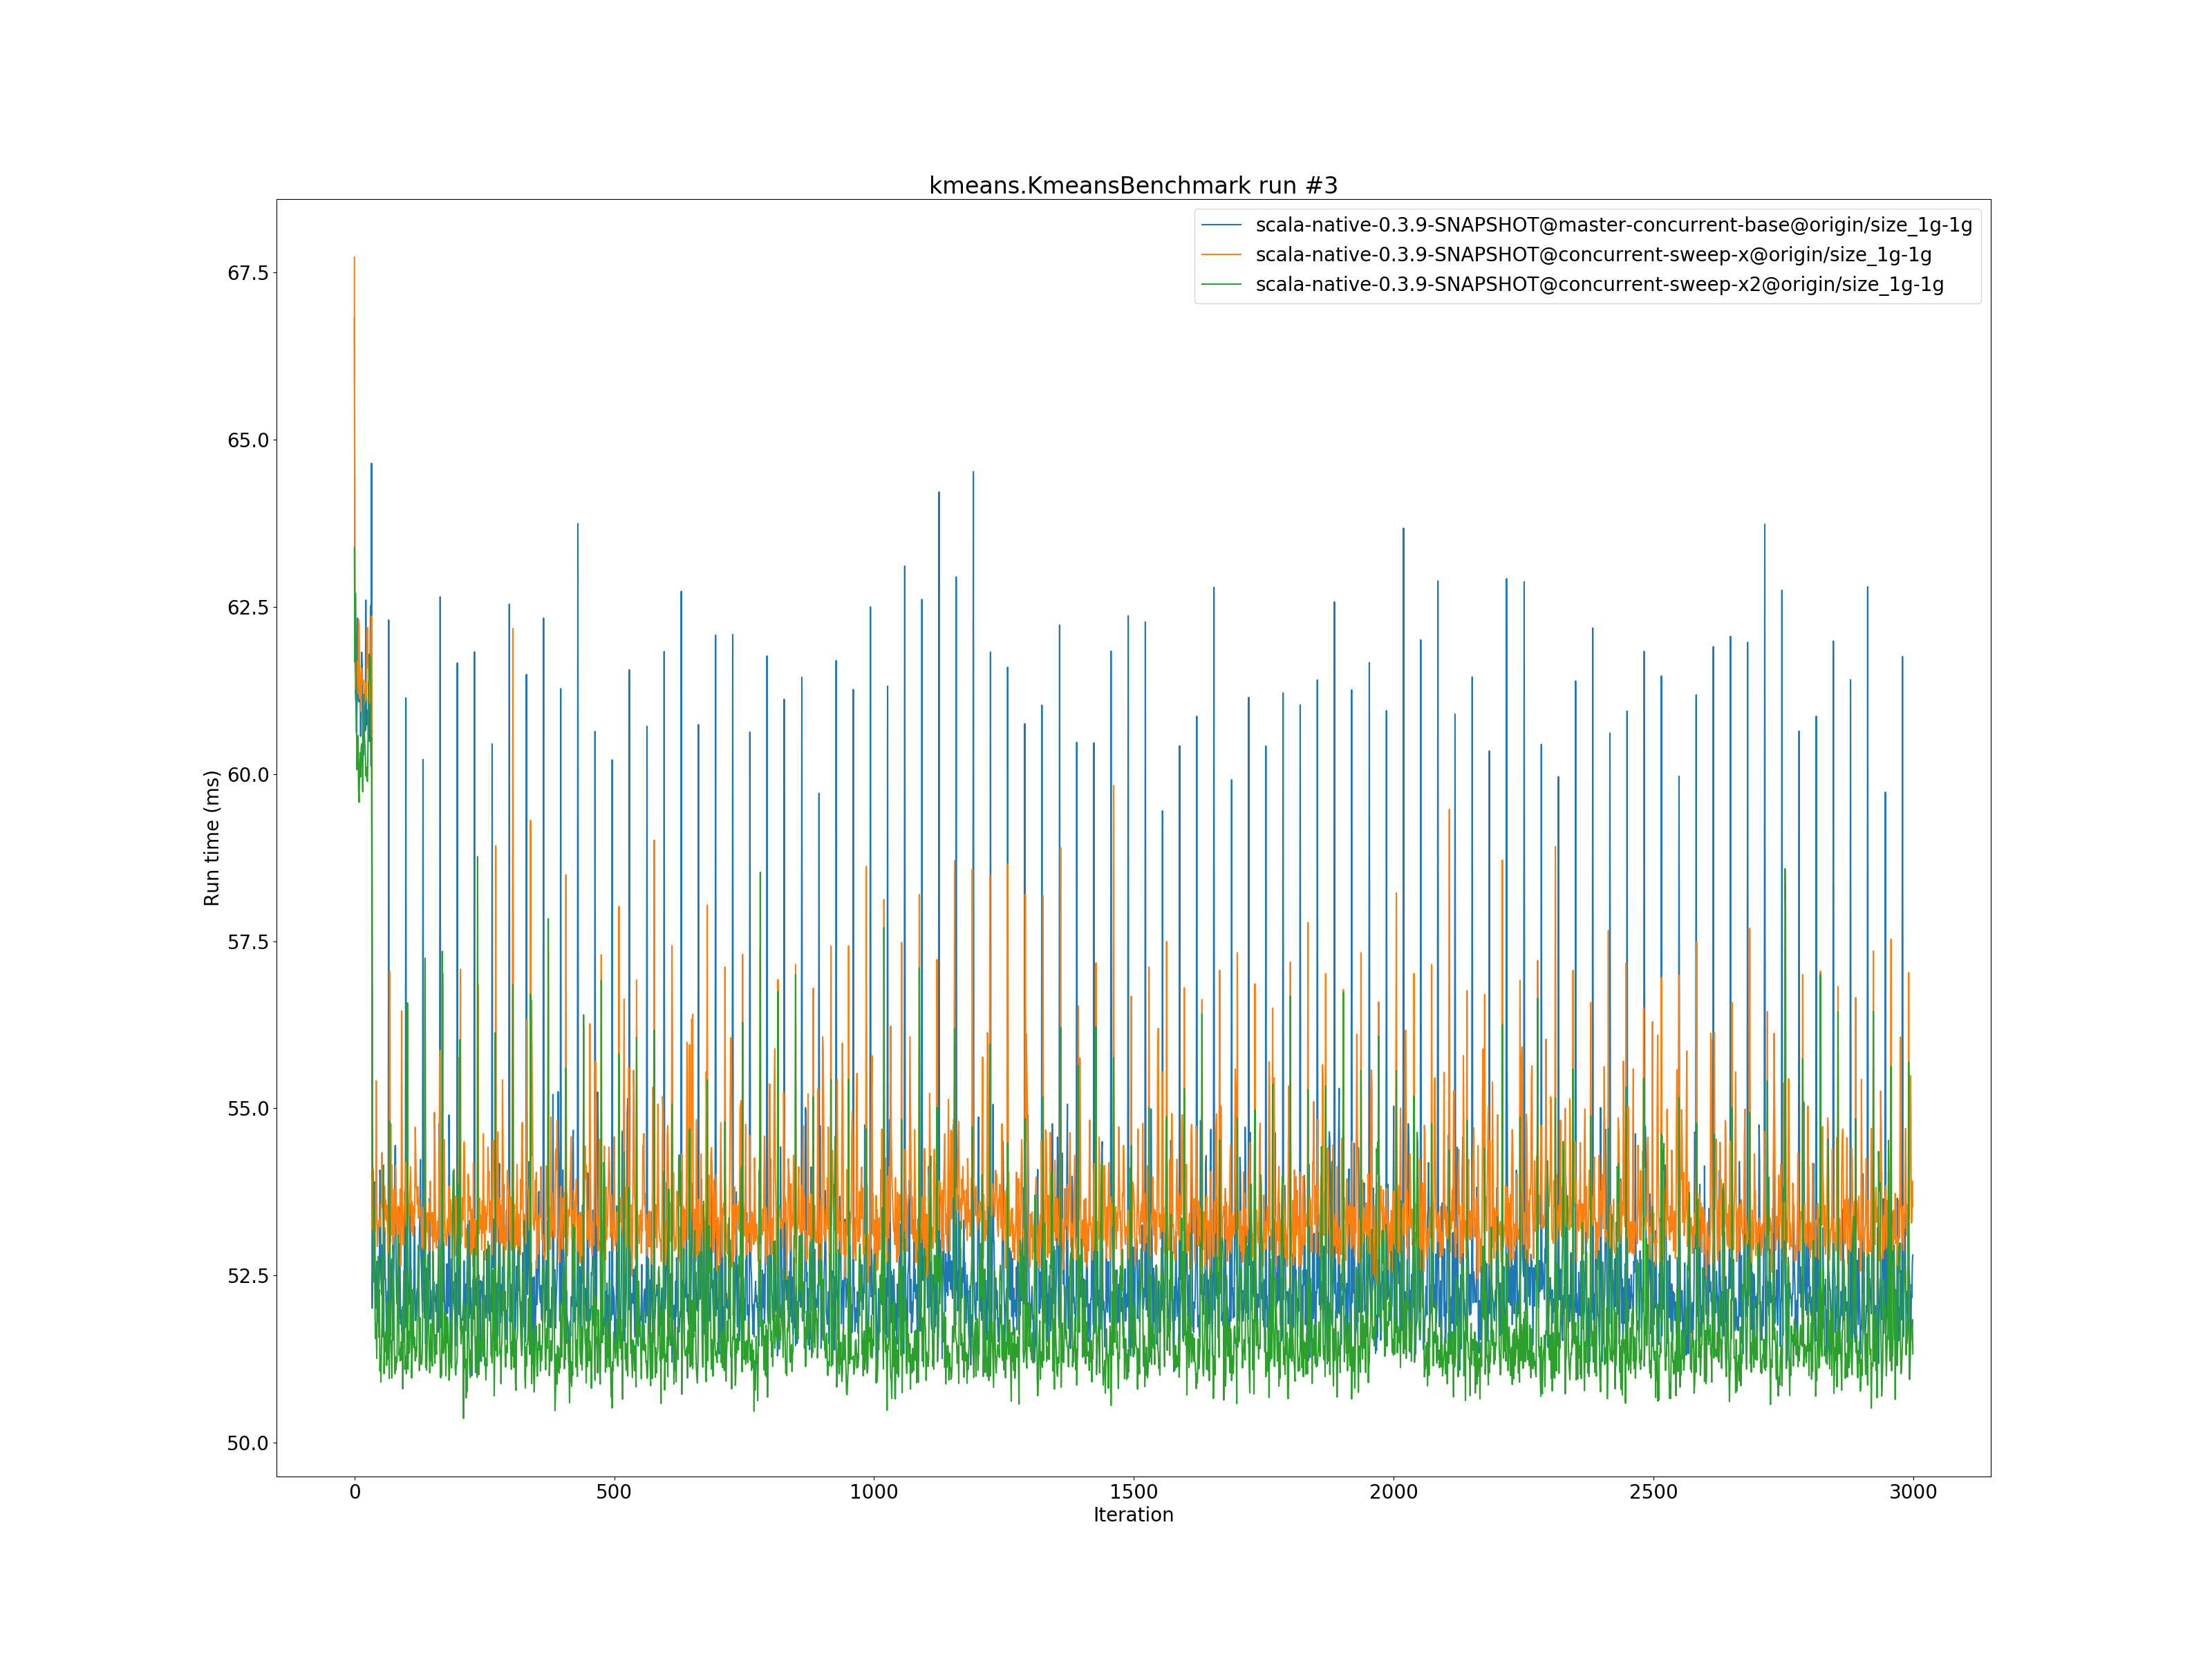 kmeans.KmeansBenchmark run #3
scala-native-0.3.9-SNAPSHOT@master-concurrent-base@origin/size_1g-1g
scala-native-0.3.9-SNAPSHOT@concurrent-sweep-x@origin/size_1g-1g
scala-native-0.3.9-SNAPSHOT@concurrent-sweep-x2@origin/size_1g-1g
Run time (ms)
67.5
65.0
62.5
60.0
57.5
55.0
52.5
50.0
0 500 1000 1500 2000 2500 3000
Iteration